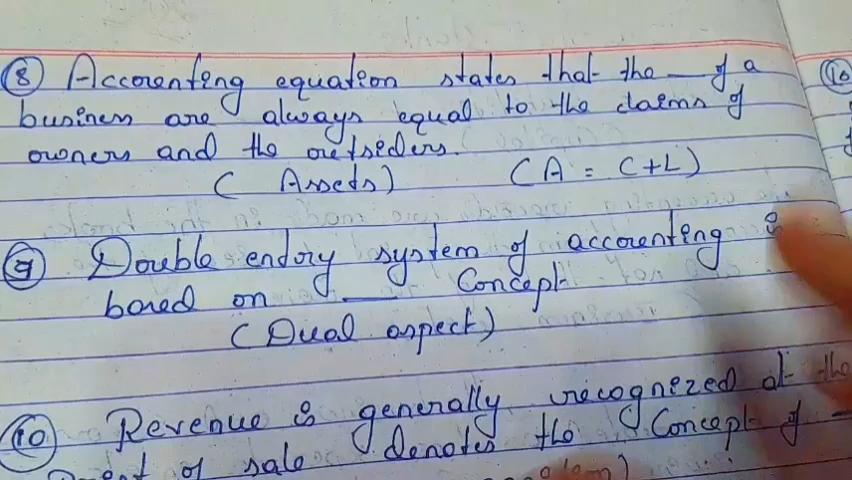 ⑧ Accounting equation states that the — of a
business are always equal to the claims of
owners and the outsiders.
( Assets) (A = C+L)
⑨ Double entry system of accounting is
based on — Concept
(Dual aspect)
⑩ Revenue is generally recognized at the
point of sale denotes the Concept of —
⑩